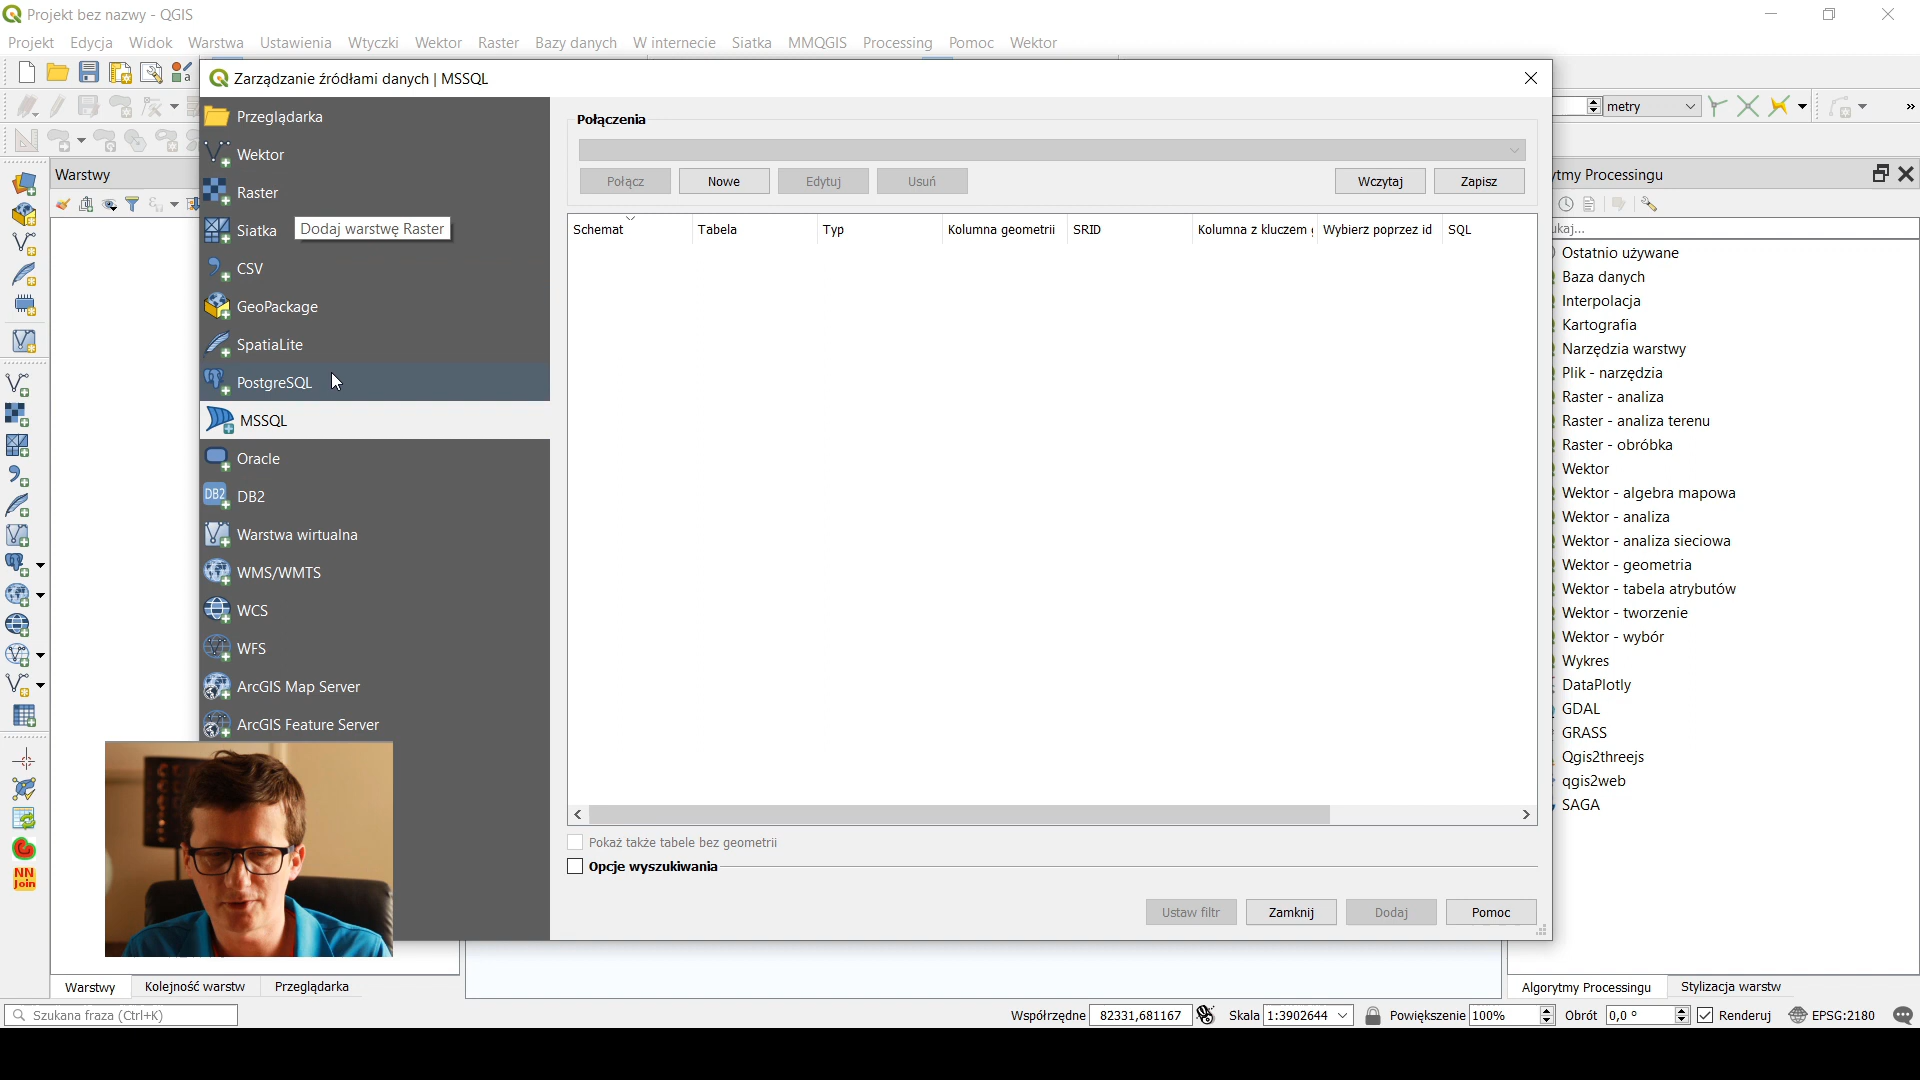 Projekt bez nazwy - QGIS
Projekt Edycja Widok Warstwa Ustawienia Wtyczki Wektor Raster Bazy danych W internecie Siatka MMQGIS Processing Pomoc Wektor
Zarządzanie źródłami danych | MSSQL
metry
Warstwy
Przeglądarka
Wektor
Raster
Siatka
Dodaj warstwę Raster
CSV
GeoPackage
SpatiaLite
PostgreSQL
MSSQL
Oracle
DB2
DB2
Warstwa wirtualna
WMS/WMTS
WCS
WFS
ArcGIS Map Server
ArcGIS Feature Server
NN
Join
Połączenia
Połącz Nowe Edytuj Usuń Wczytaj Zapisz
Schemat Tabela Typ Kolumna geometrii SRID Kolumna z kluczem Wybierz poprzez id SQL
Pokaż także tabele bez geometrii
Opcje wyszukiwania
Ustaw filtr Zamknij Dodaj Pomoc
ytmy Processingu
ukaj...
Ostatnio używane
Baza danych
Interpolacja
Kartografia
Narzędzia warstwy
Plik - narzędzia
Raster - analiza
Raster - analiza terenu
Raster - obróbka
Wektor
Wektor - algebra mapowa
Wektor - analiza
Wektor - analiza sieciowa
Wektor - geometria
Wektor - tabela atrybutów
Wektor - tworzenie
Wektor - wybór
Wykres
DataPlotly
GDAL
GRASS
Qgis2threejs
qgis2web
SAGA
Warstwy Kolejność warstw Przeglądarka
Algorytmy Processingu Stylizacja warstw
Szukana fraza (Ctrl+K) Współrzędne 82331,681167 Skala 1:3902644 Powiększenie 100% Obrót 0,0 ° Renderuj EPSG:2180